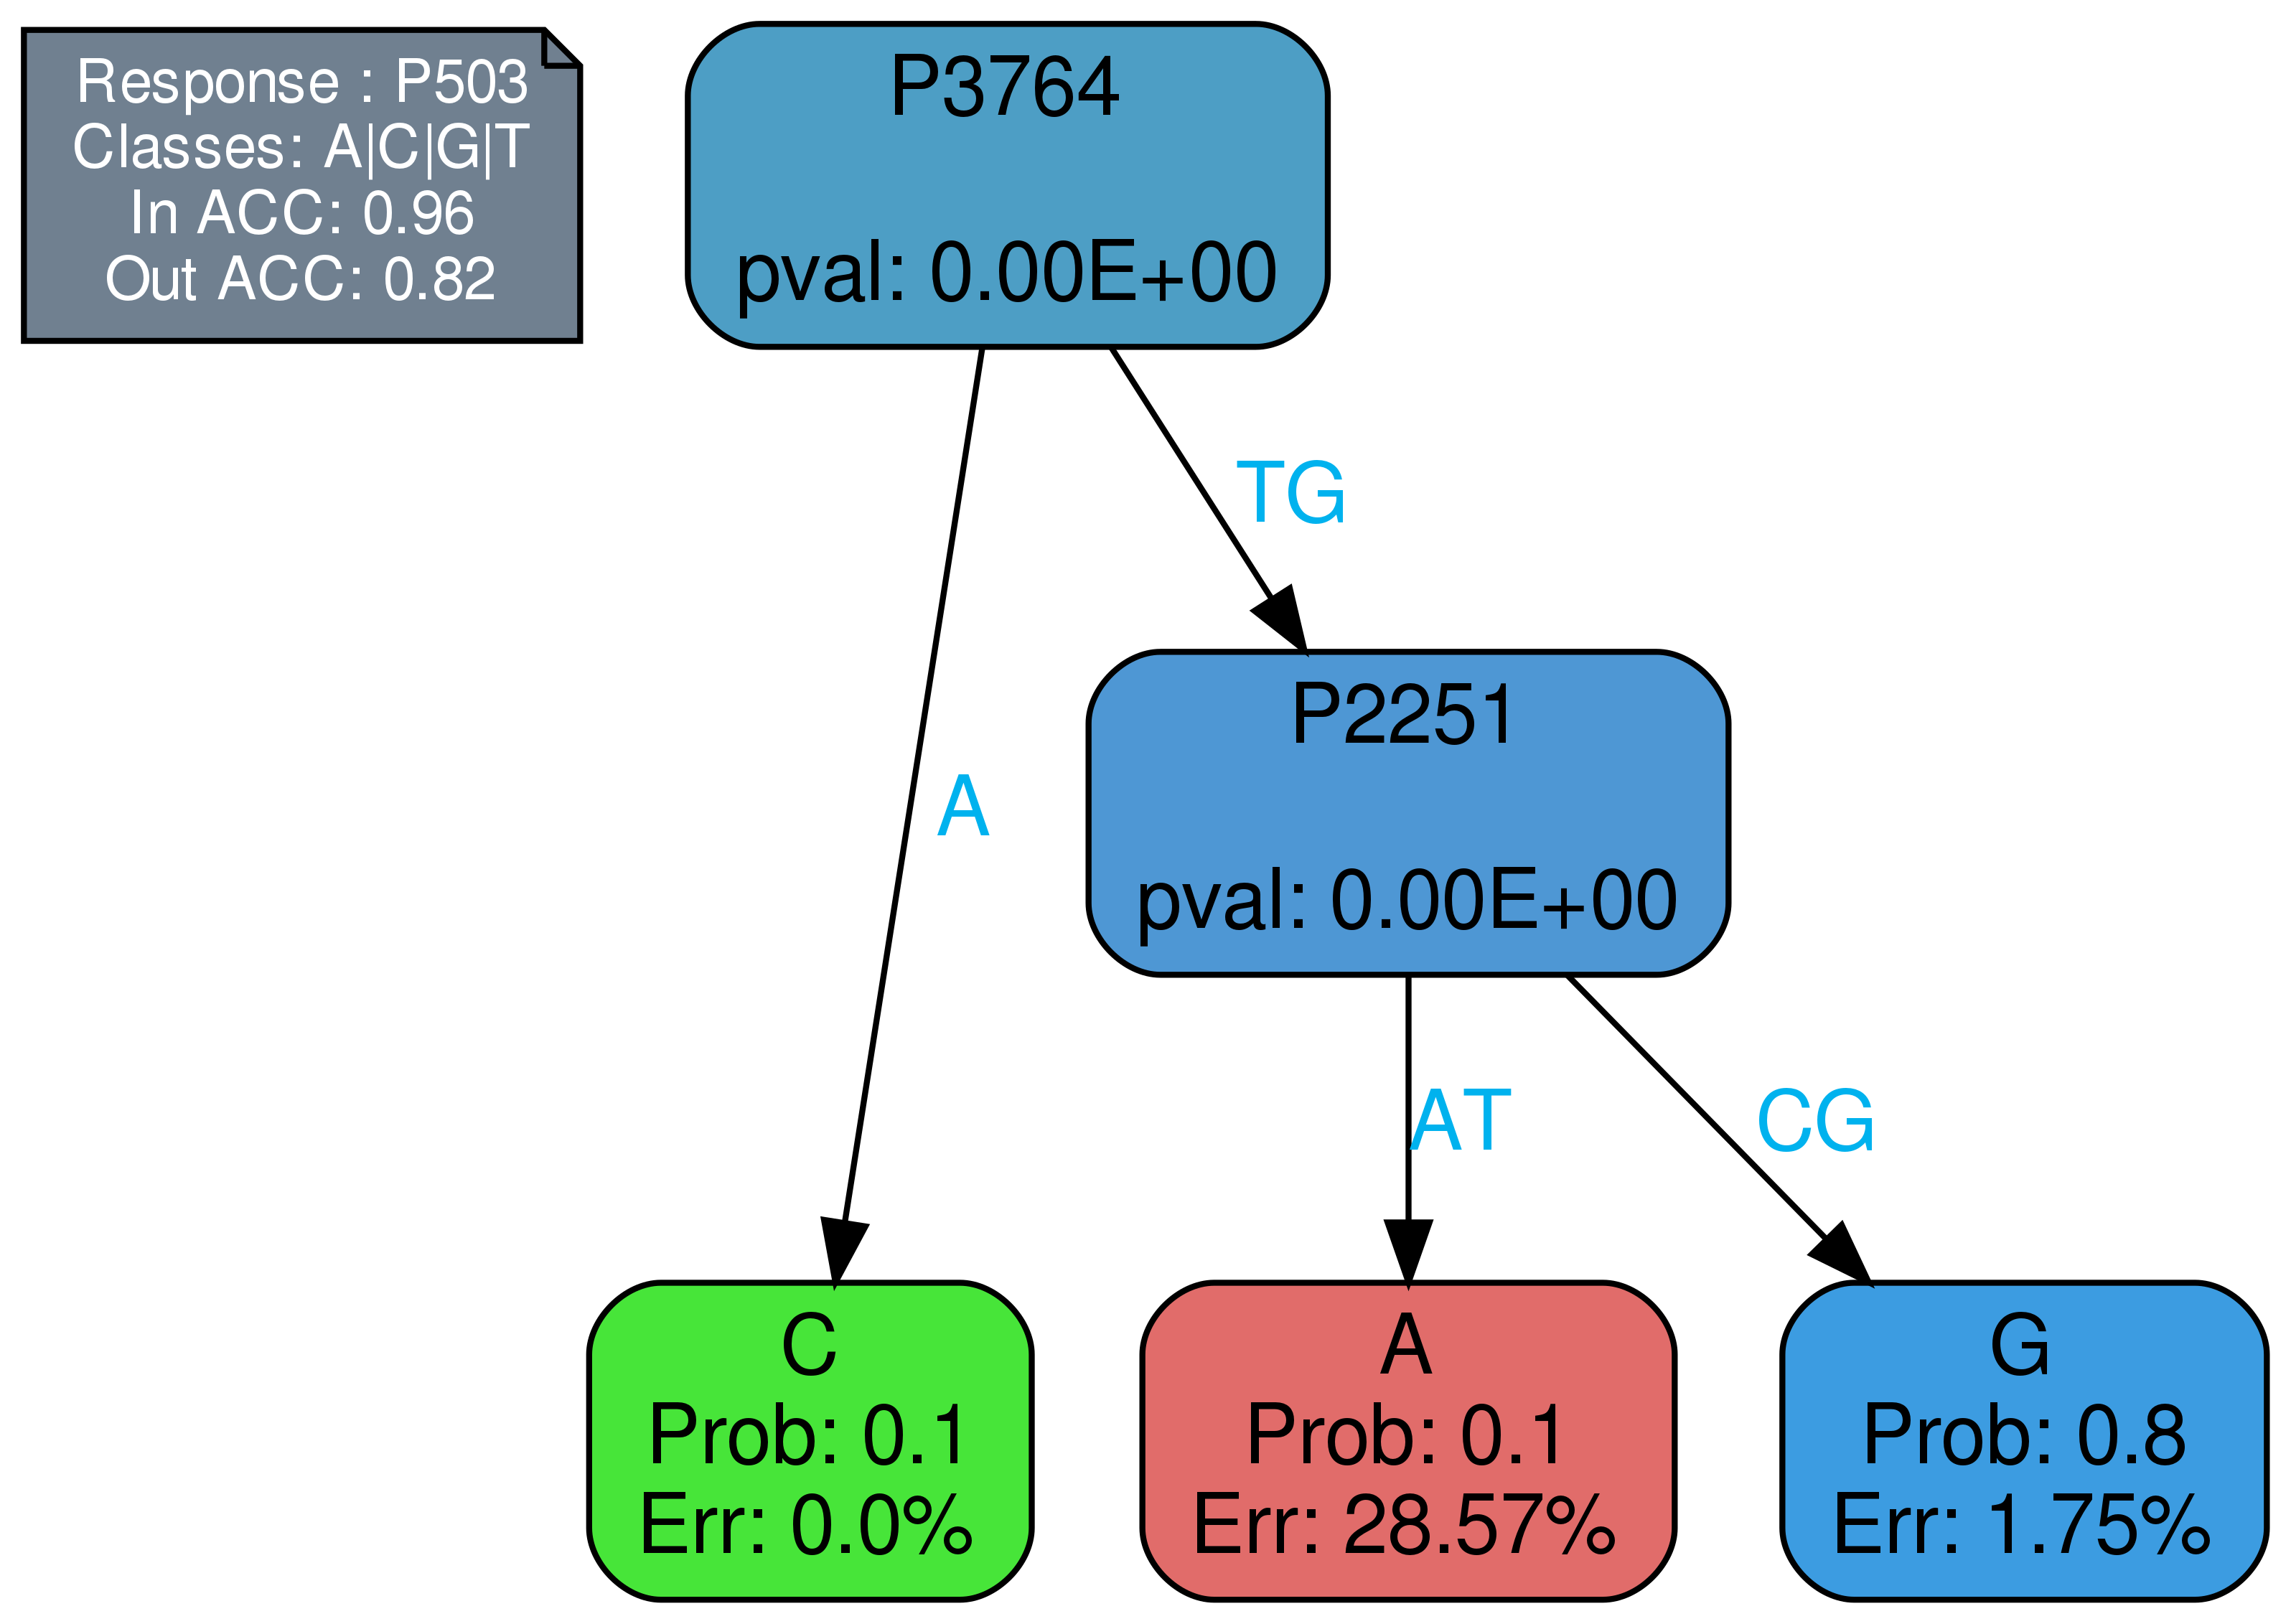 Response : P503
Classes: A|C|G|T
In ACC: 0.96
Out ACC: 0.82
P3764
pval: 0.00E+00
TG
A
P2251
pval: 0.00E+00
AT
CG
C
Prob: 0.1
Err: 0.0%
A
Prob: 0.1
Err: 28.57%
G
Prob: 0.8
Err: 1.75%